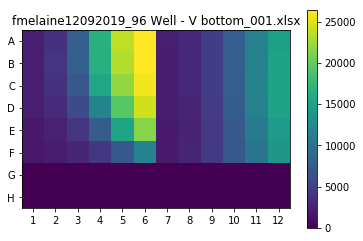 fmelaine12092019_96 Well - V bottom_001.xlsx
A
B
C
D
E
F
G
H
1 2 3 4 5 6 7 8 9 10 11 12
25000
20000
15000
10000
5000
0